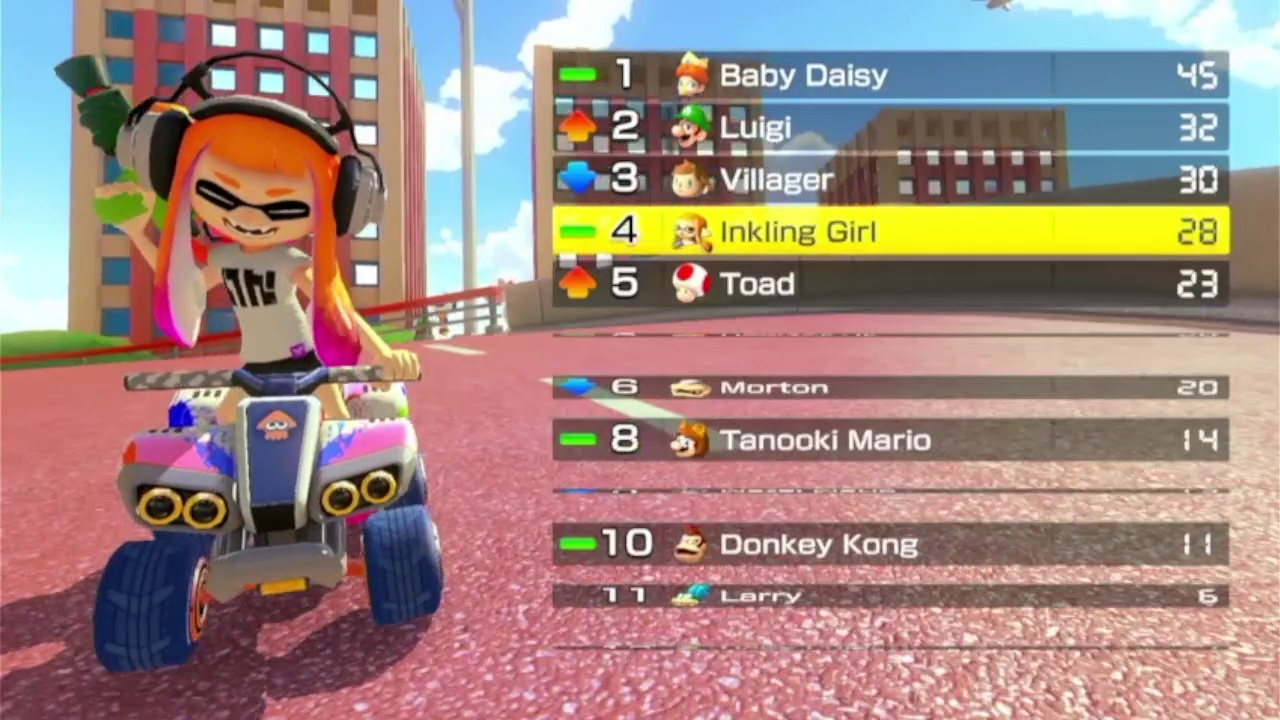 1 Baby Daisy 45
2 Luigi 32
3 Villager 30
4 Inkling Girl 28
5 Toad 23
6 Morton 20
8 Tanooki Mario 14
10 Donkey Kong 11
11 Larry 6